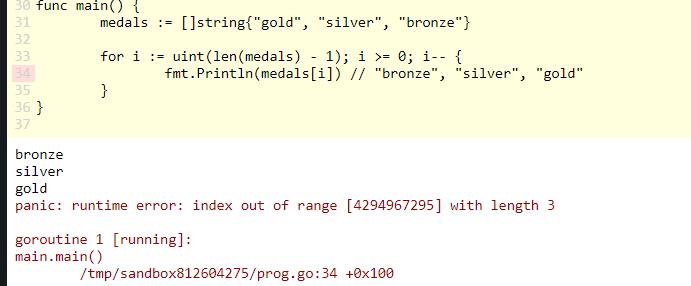 30 func main() {
31 medals := []string{"gold", "silver", "bronze"}
32
33 for i := uint(len(medals) - 1); i >= 0; i-- {
34 fmt.Println(medals[i]) // "bronze", "silver", "gold"
35 }
36 }
37
bronze
silver
gold
panic: runtime error: index out of range [4294967295] with length 3
goroutine 1 [running]:
main.main()
/tmp/sandbox812604275/prog.go:34 +0x100